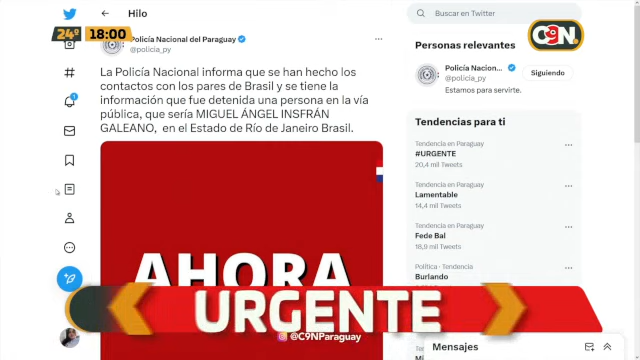 Hilo
Buscar en Twitter
24º
18:00
C9N
Policía Nacional del Paraguay
@policia_py
La Policía Nacional informa que se han hecho los
contactos con los pares de Brasil y se tiene la
información que fue detenida una persona en la vía
pública, que sería MIGUEL ÁNGEL INSFRÁN
GALEANO, en el Estado de Río de Janeiro Brasil.
AHORA
Personas relevantes
Policía Nacion...
@policia_py
Siguiendo
Estamos para servirte.
Tendencias para ti
Tendencia en Paraguay
#URGENTE
20,4 mil Tweets
Tendencia en Paraguay
Lamentable
14,4 mil Tweets
Tendencia en Paraguay
Fede Bal
18,9 mil Tweets
Política · Tendencia
Burlando
URGENTE
@C9NParaguay
Mensajes